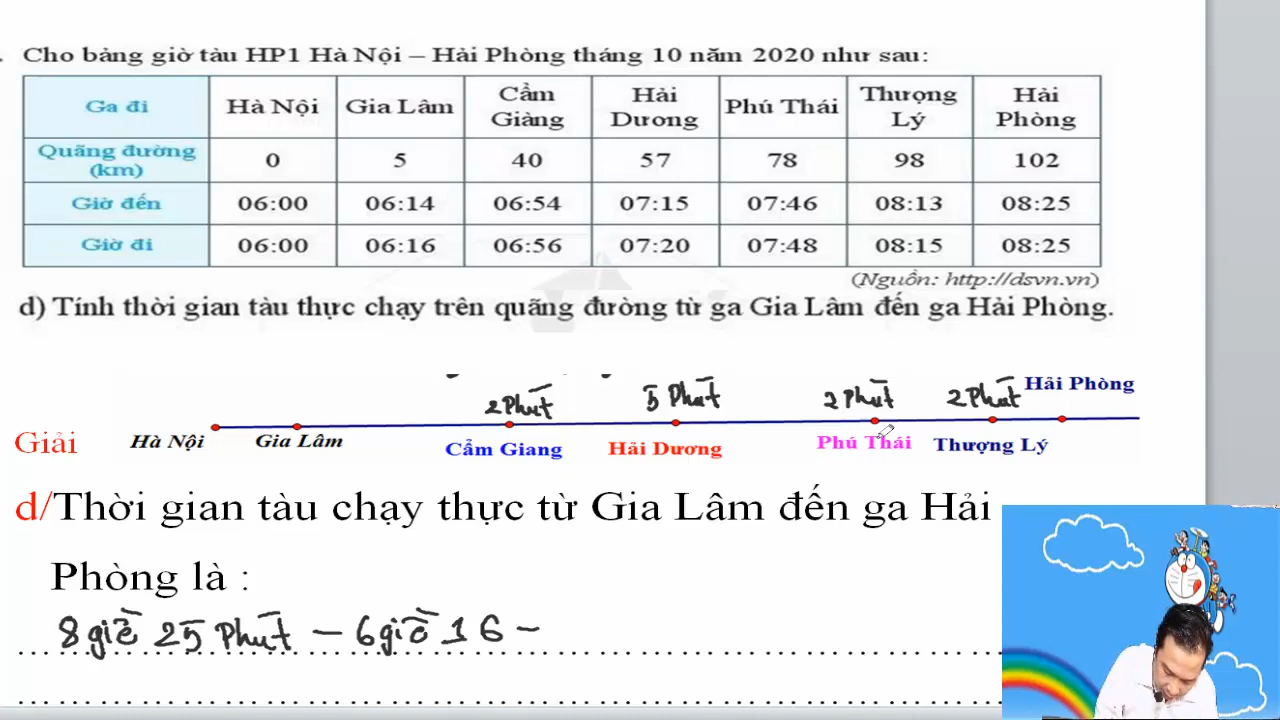 . Cho bảng giờ tàu HP1 Hà Nội – Hải Phòng tháng 10 năm 2020 như sau:
Ga đi Hà Nội Gia Lâm Cẩm Giàng Hải Dương Phú Thái Thượng Lý Hải Phòng
Quãng đường (km) 0 5 40 57 78 98 102
Giờ đến 06:00 06:14 06:54 07:15 07:46 08:13 08:25
Giờ đi 06:00 06:16 06:56 07:20 07:48 08:15 08:25
(Nguồn: http://dsvn.vn)
d) Tính thời gian tàu thực chạy trên quãng đường từ ga Gia Lâm đến ga Hải Phòng.
2 Phút 5 Phút 2 Phút 2 Phút Hải Phòng
Giải Hà Nội Gia Lâm Cẩm Giang Hải Dương Phú Thái Thượng Lý
d/Thời gian tàu chạy thực từ Gia Lâm đến ga Hải
Phòng là :
8 giờ 25 Phút – 6 giờ 16 –